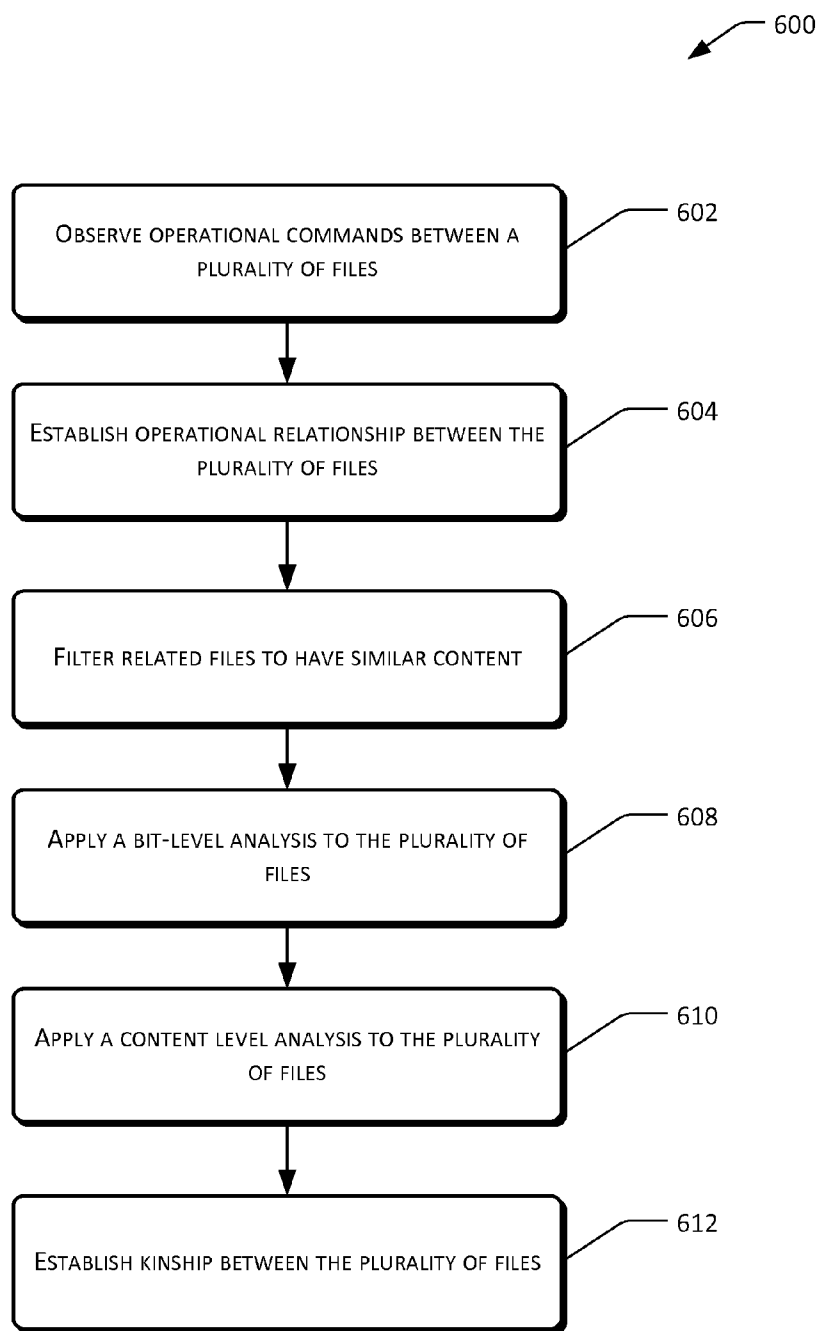 600
OBSERVE OPERATIONAL COMMANDS BETWEEN A
PLURALITY OF FILES
602
ESTABLISH OPERATIONAL RELATIONSHIP BETWEEN THE
PLURALITY OF FILES
604
FILTER RELATED FILES TO HAVE SIMILAR CONTENT
606
APPLY A BIT-LEVEL ANALYSIS TO THE PLURALITY OF
FILES
608
APPLY A CONTENT LEVEL ANALYSIS TO THE PLURALITY
OF FILES
610
ESTABLISH KINSHIP BETWEEN THE PLURALITY OF FILES
612